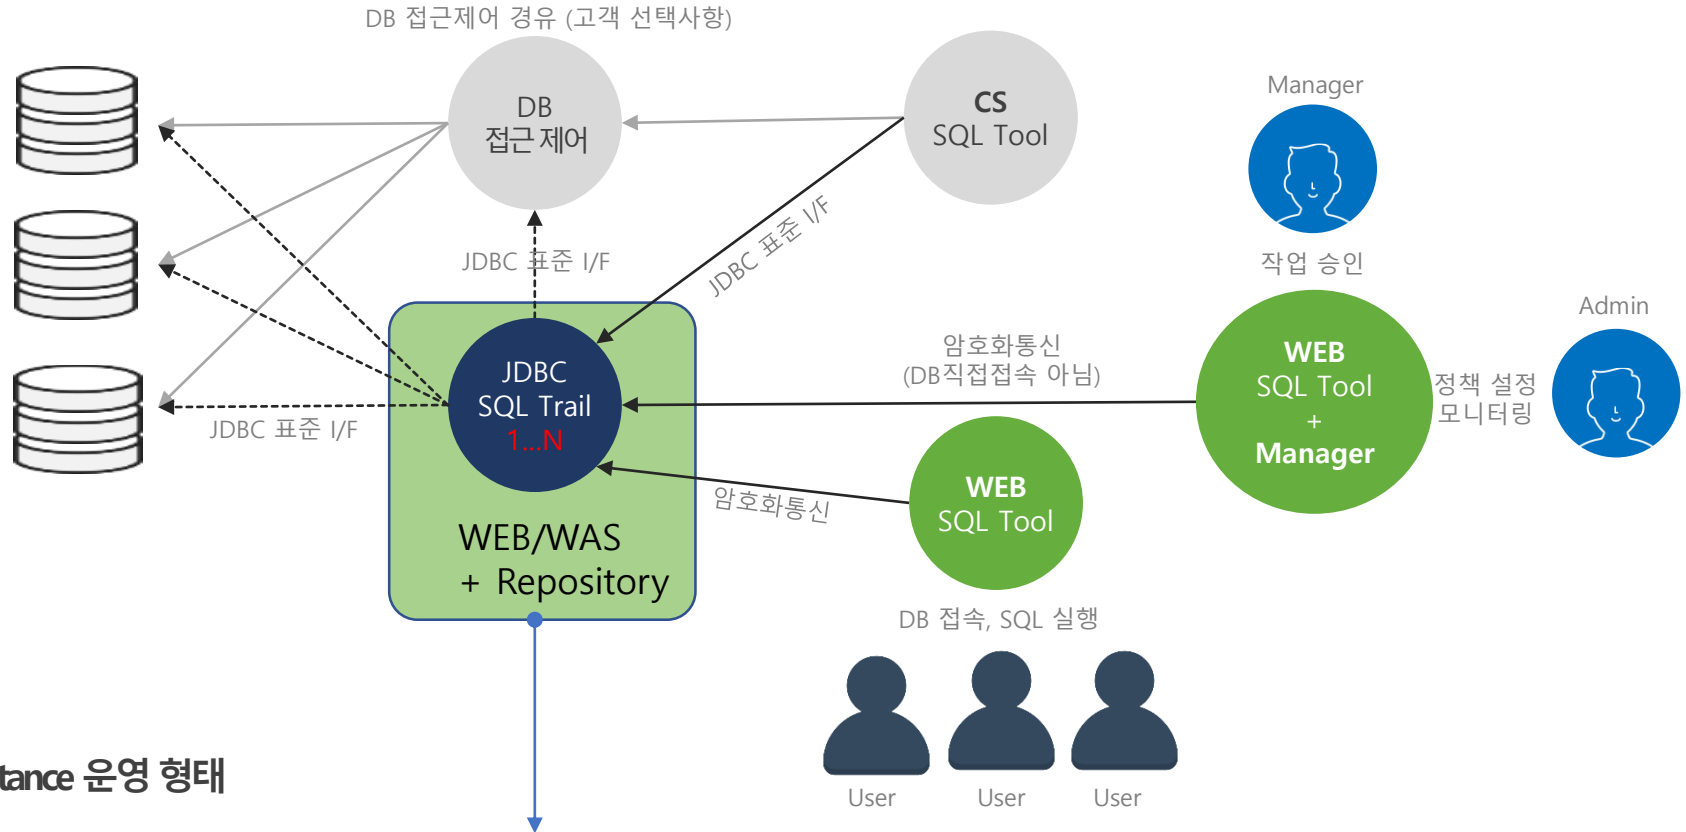 DB 접근제어 경유 (고객 선택사항)
DB
접근 제어
CS
SQL Tool
Manager
작업 승인
JDBC 표준 I/F
JDBC 표준 I/F
Admin
JDBC
SQL Trail
1...N
암호화통신
(DB직접접속 아님)
WEB
SQL Tool
+
Manager
정책 설정
모니터링
JDBC 표준 I/F
암호화통신
WEB
SQL Tool
WEB/WAS
+ Repository
DB 접속, SQL 실행
User
User
User
tance 운영 형태